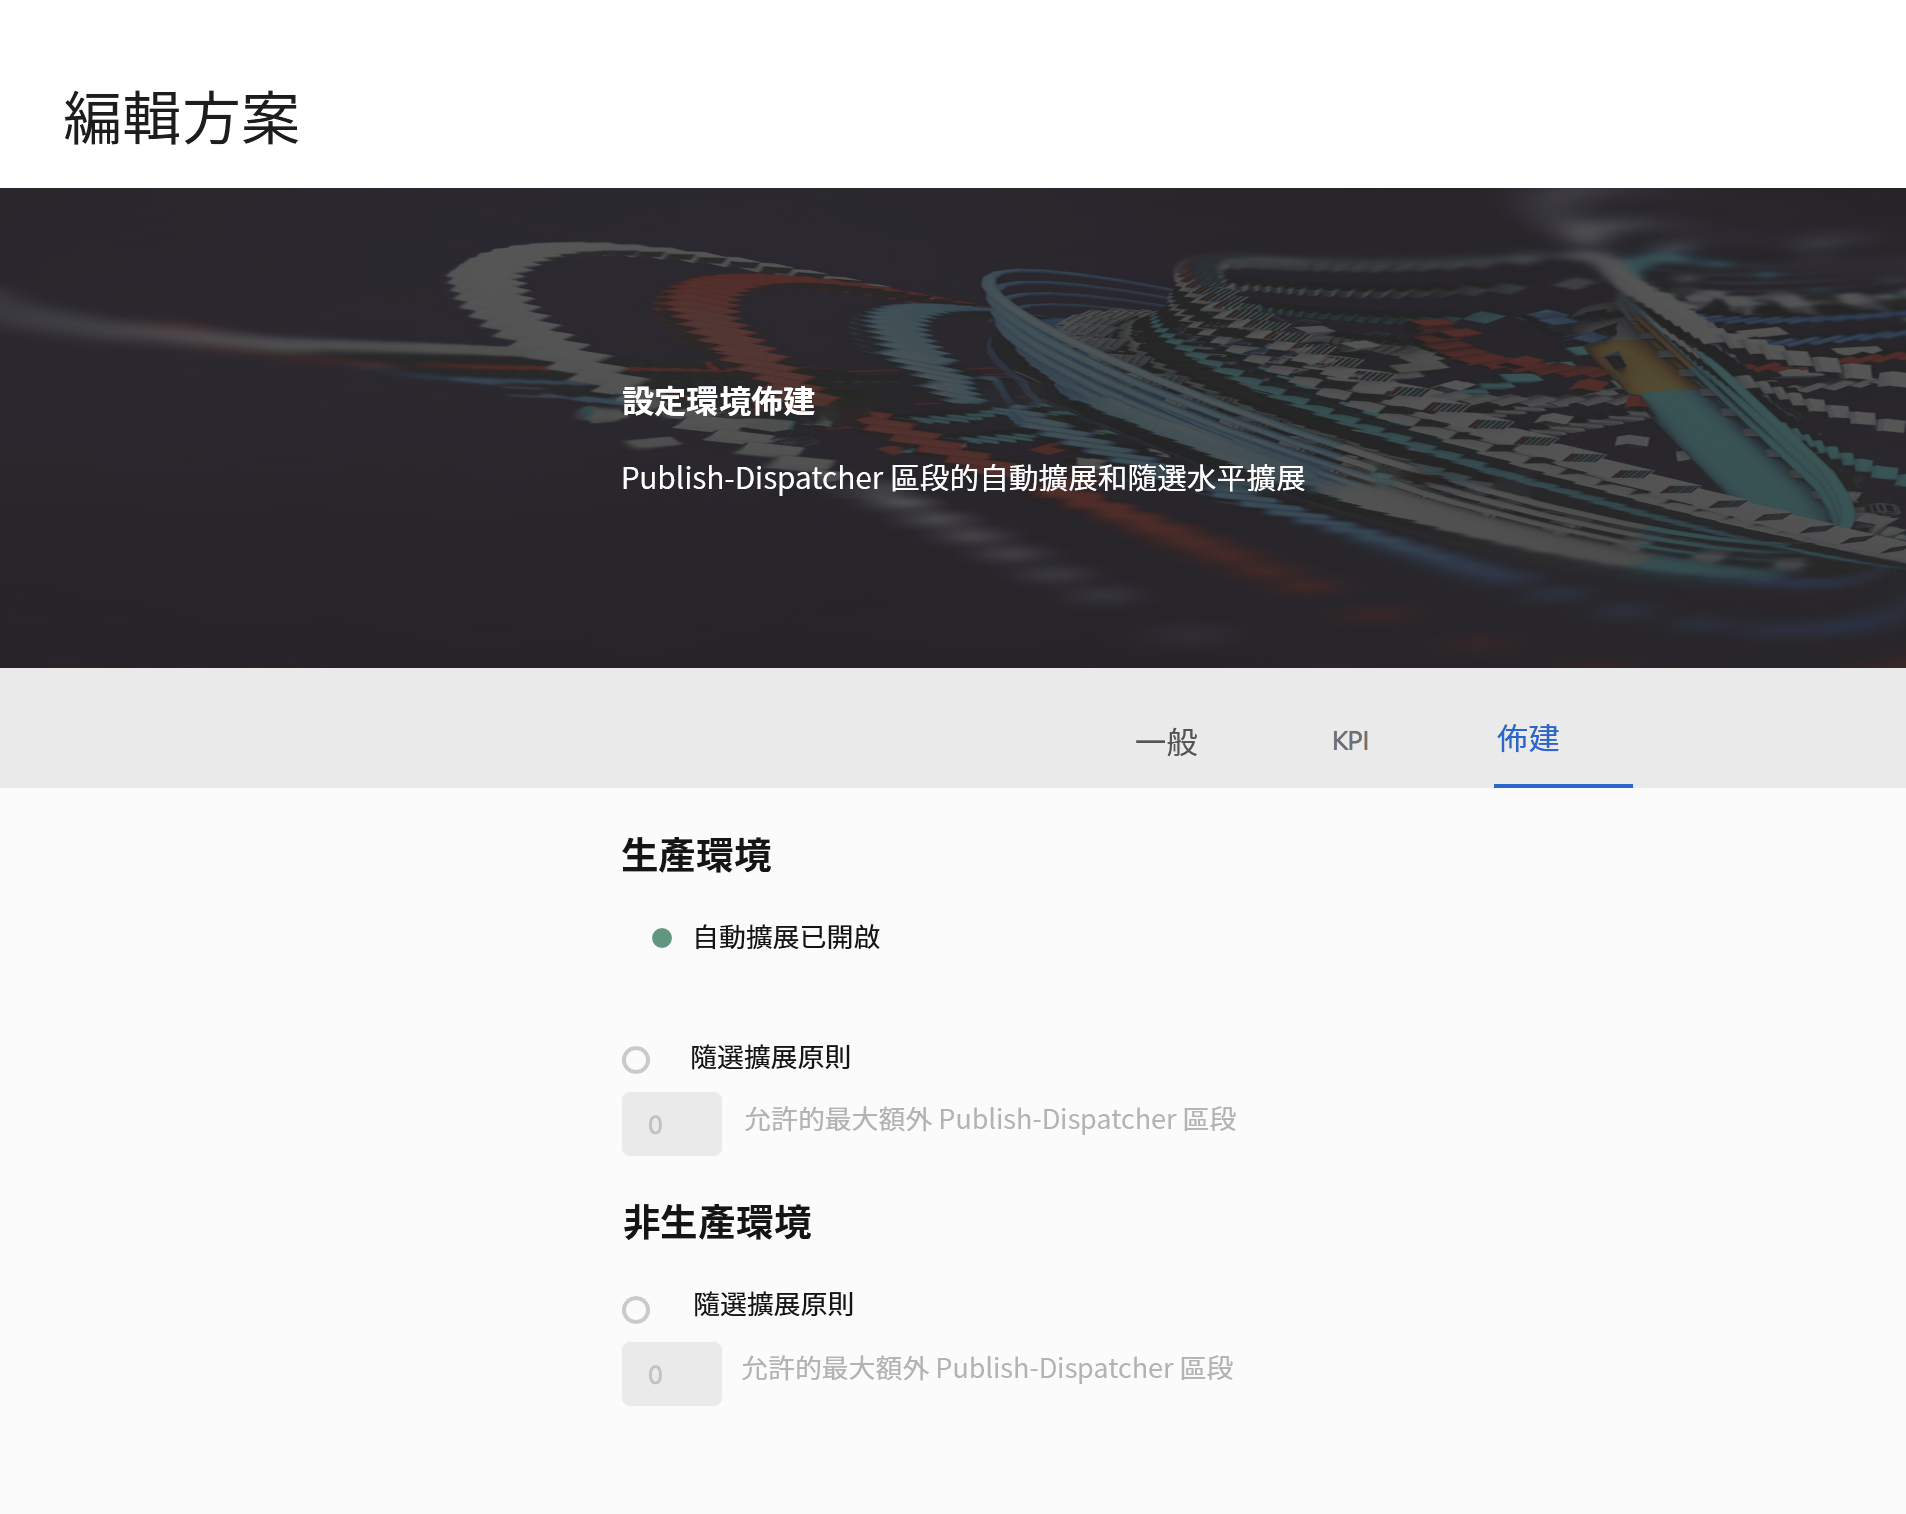 編輯方案
設定環境佈建
Publish-Dispatcher 區段的自動擴展和隨選水平擴展
一般
KPI
佈建
生產環境
自動擴展已開啟
隨選擴展原則
0
允許的最大額外 Publish-Dispatcher 區段
非生產環境
隨選擴展原則
0
允許的最大額外 Publish-Dispatcher 區段